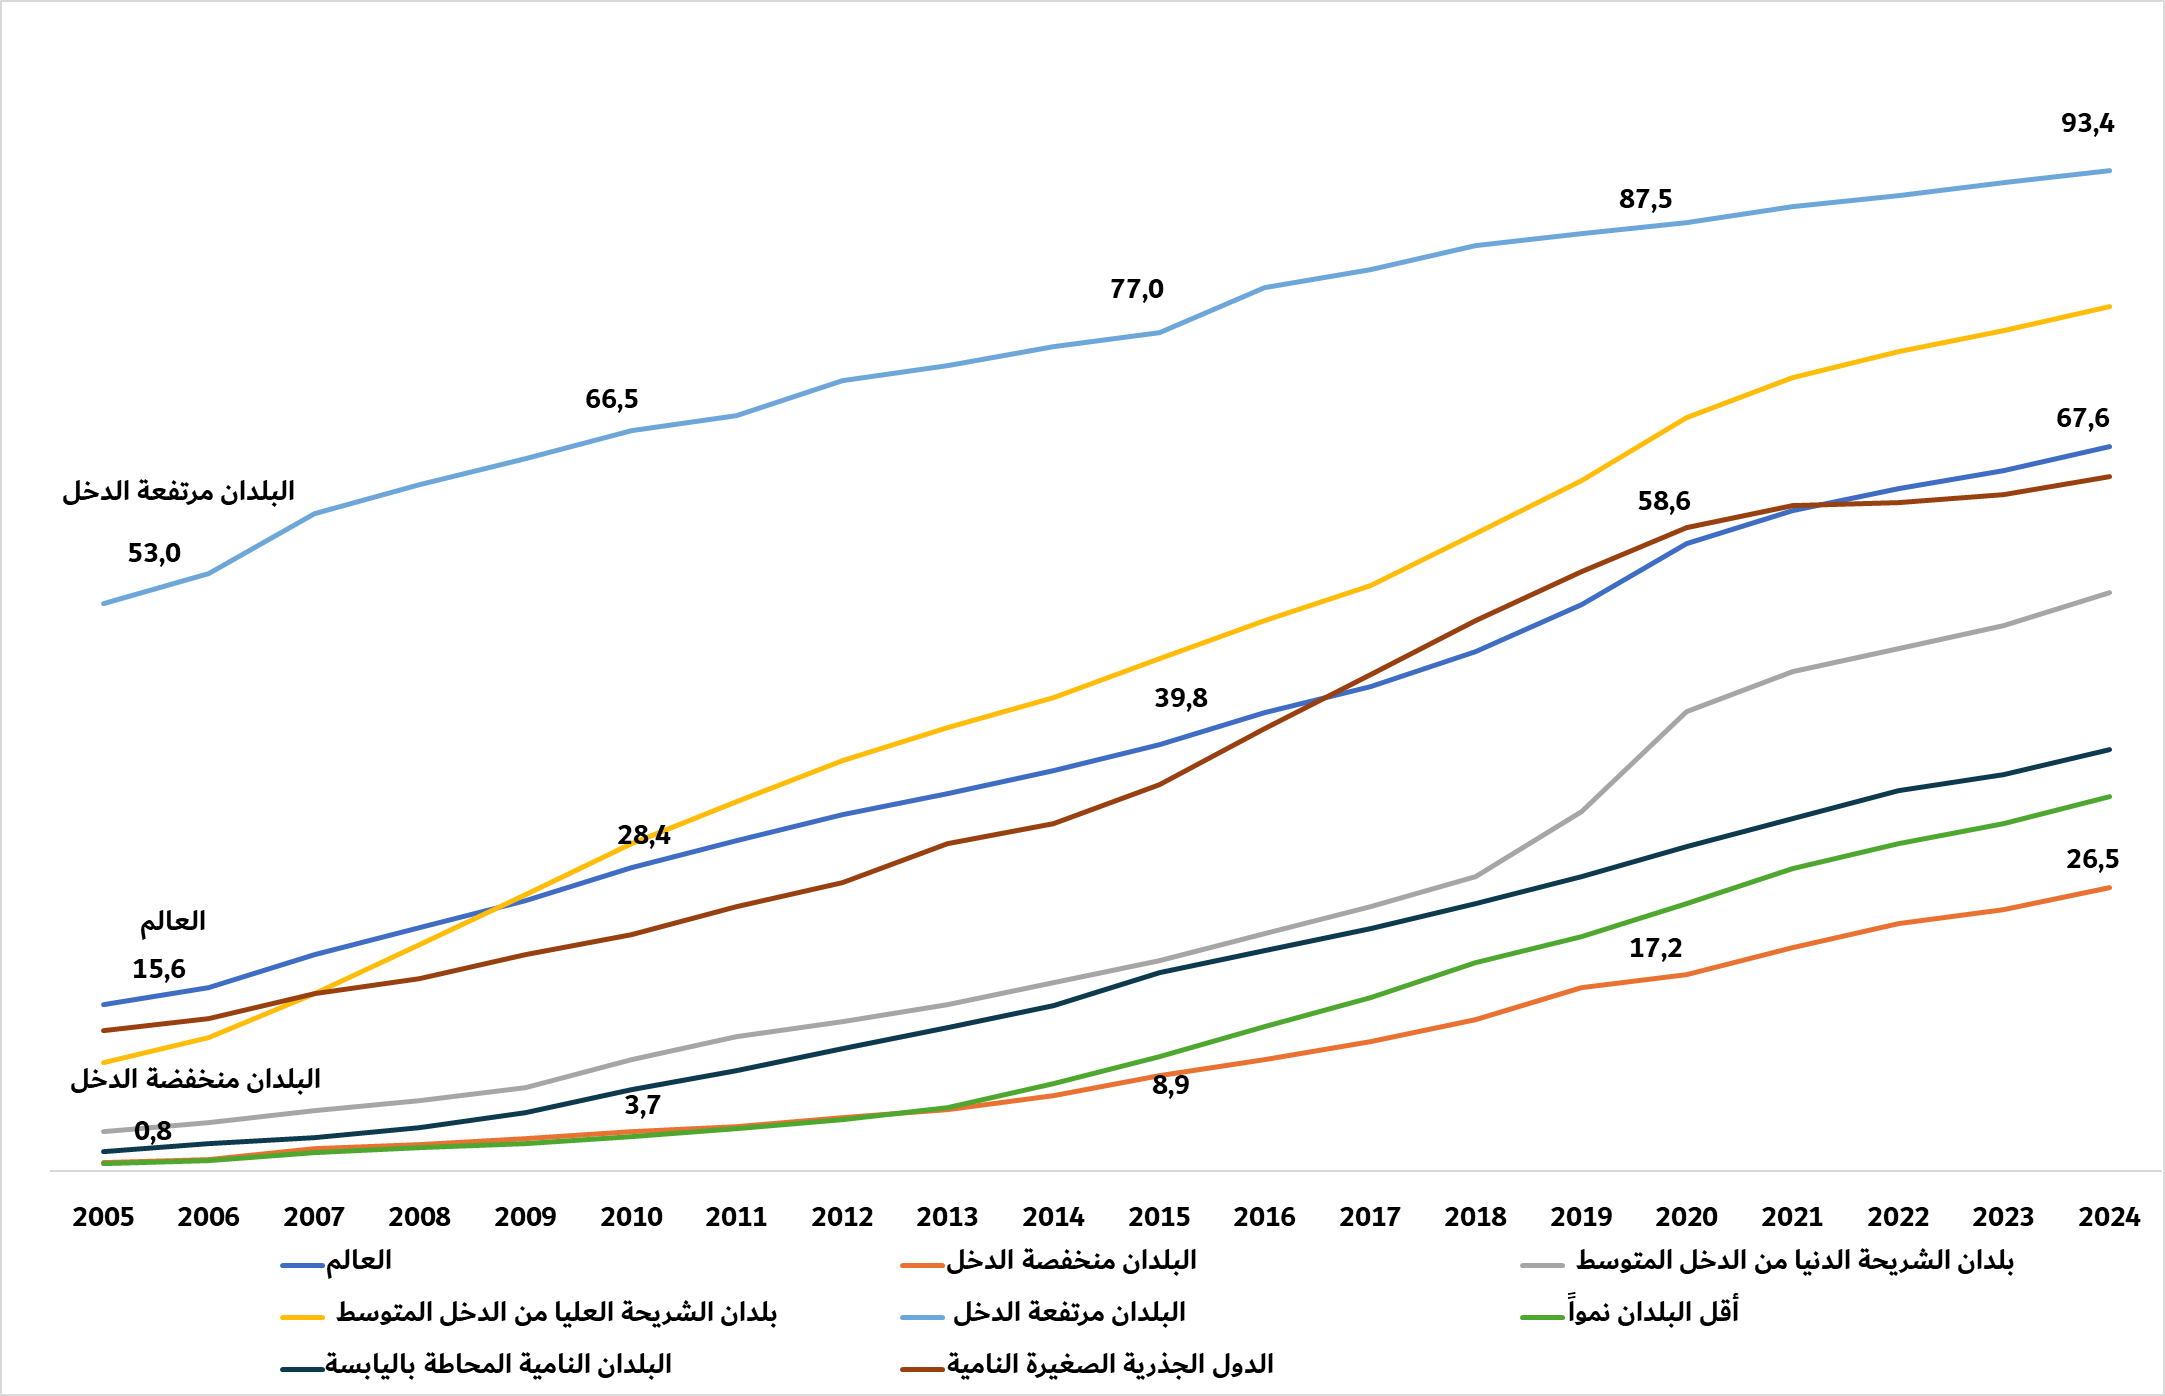 93,4
87,5
77,0
66,5
67,6
البلدان مرتفعة الدخل
58,6
53,0
39,8
28,4
26,5
العالم
17,2
15,6
البلدان منخفضة الدخل
8,9
3,7
0,8
2005 2006 2007 2008 2009 2010 2011 2012 2013 2014 2015 2016 2017 2018 2019 2020 2021 2022 2023 2024
العالم
البلدان منخفصة الدخل
بلدان الشريحة الدنيا من الدخل المتوسط
بلدان الشريحة العليا من الدخل المتوسط
البلدان مرتفعة الدخل
أقل البلدان نمواً
البلدان النامية المحاطة باليابسة
الدول الجذرية الصغيرة النامية